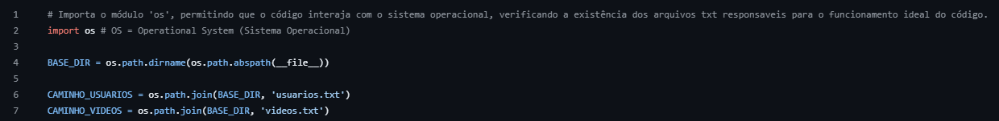 1 # Importa o módulo 'os', permitindo que o código interaja com o sistema operacional, verificando a existência dos arquivos txt responsaveis para o funcionamento ideal do código.
2 import os # OS = Operational System (Sistema Operacional)
3
4 BASE_DIR = os.path.dirname(os.path.abspath(__file__))
5
6 CAMINHO_USUARIOS = os.path.join(BASE_DIR, 'usuarios.txt')
7 CAMINHO_VIDEOS = os.path.join(BASE_DIR, 'videos.txt')